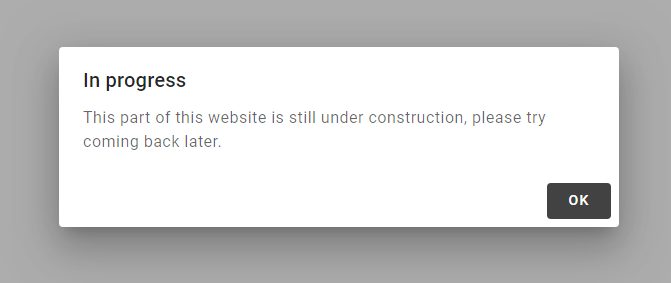 In progress
This part of this website is still under construction, please try
coming back later.
OK